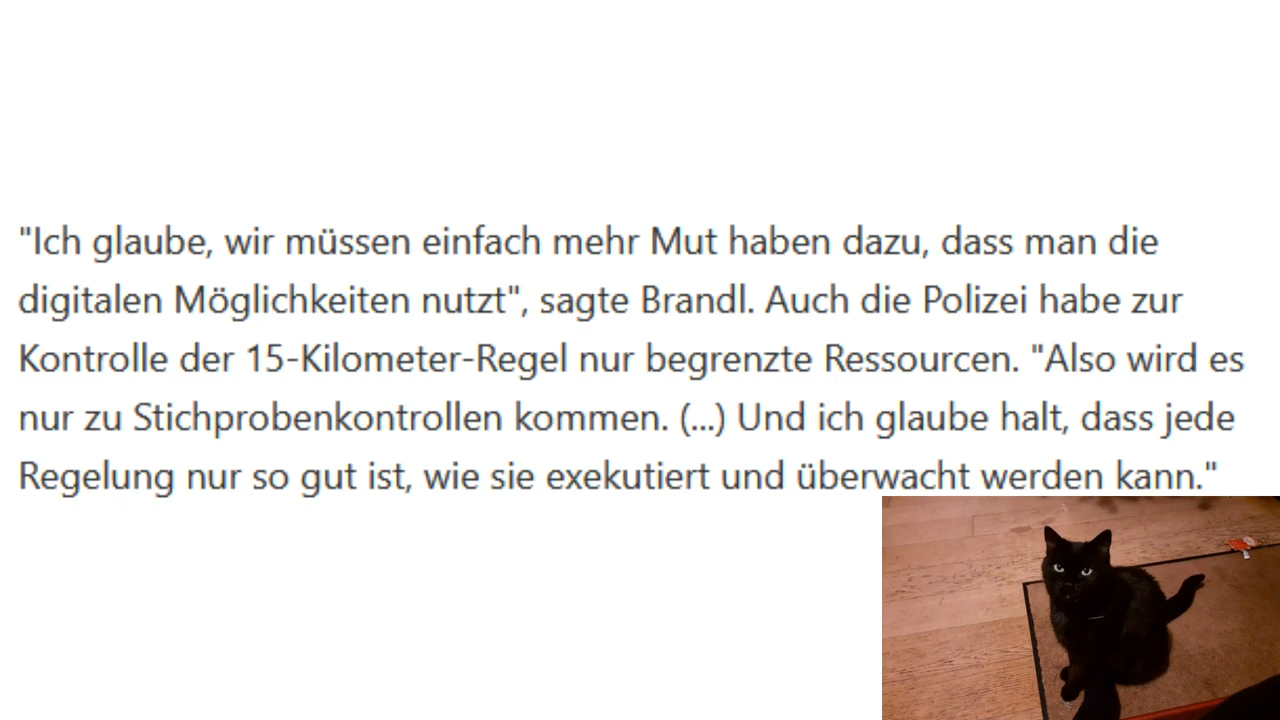 "Ich glaube, wir müssen einfach mehr Mut haben dazu, dass man die
digitalen Möglichkeiten nutzt", sagte Brandl. Auch die Polizei habe zur
Kontrolle der 15-Kilometer-Regel nur begrenzte Ressourcen. "Also wird es
nur zu Stichprobenkontrollen kommen. (...) Und ich glaube halt, dass jede
Regelung nur so gut ist, wie sie exekutiert und überwacht werden kann."